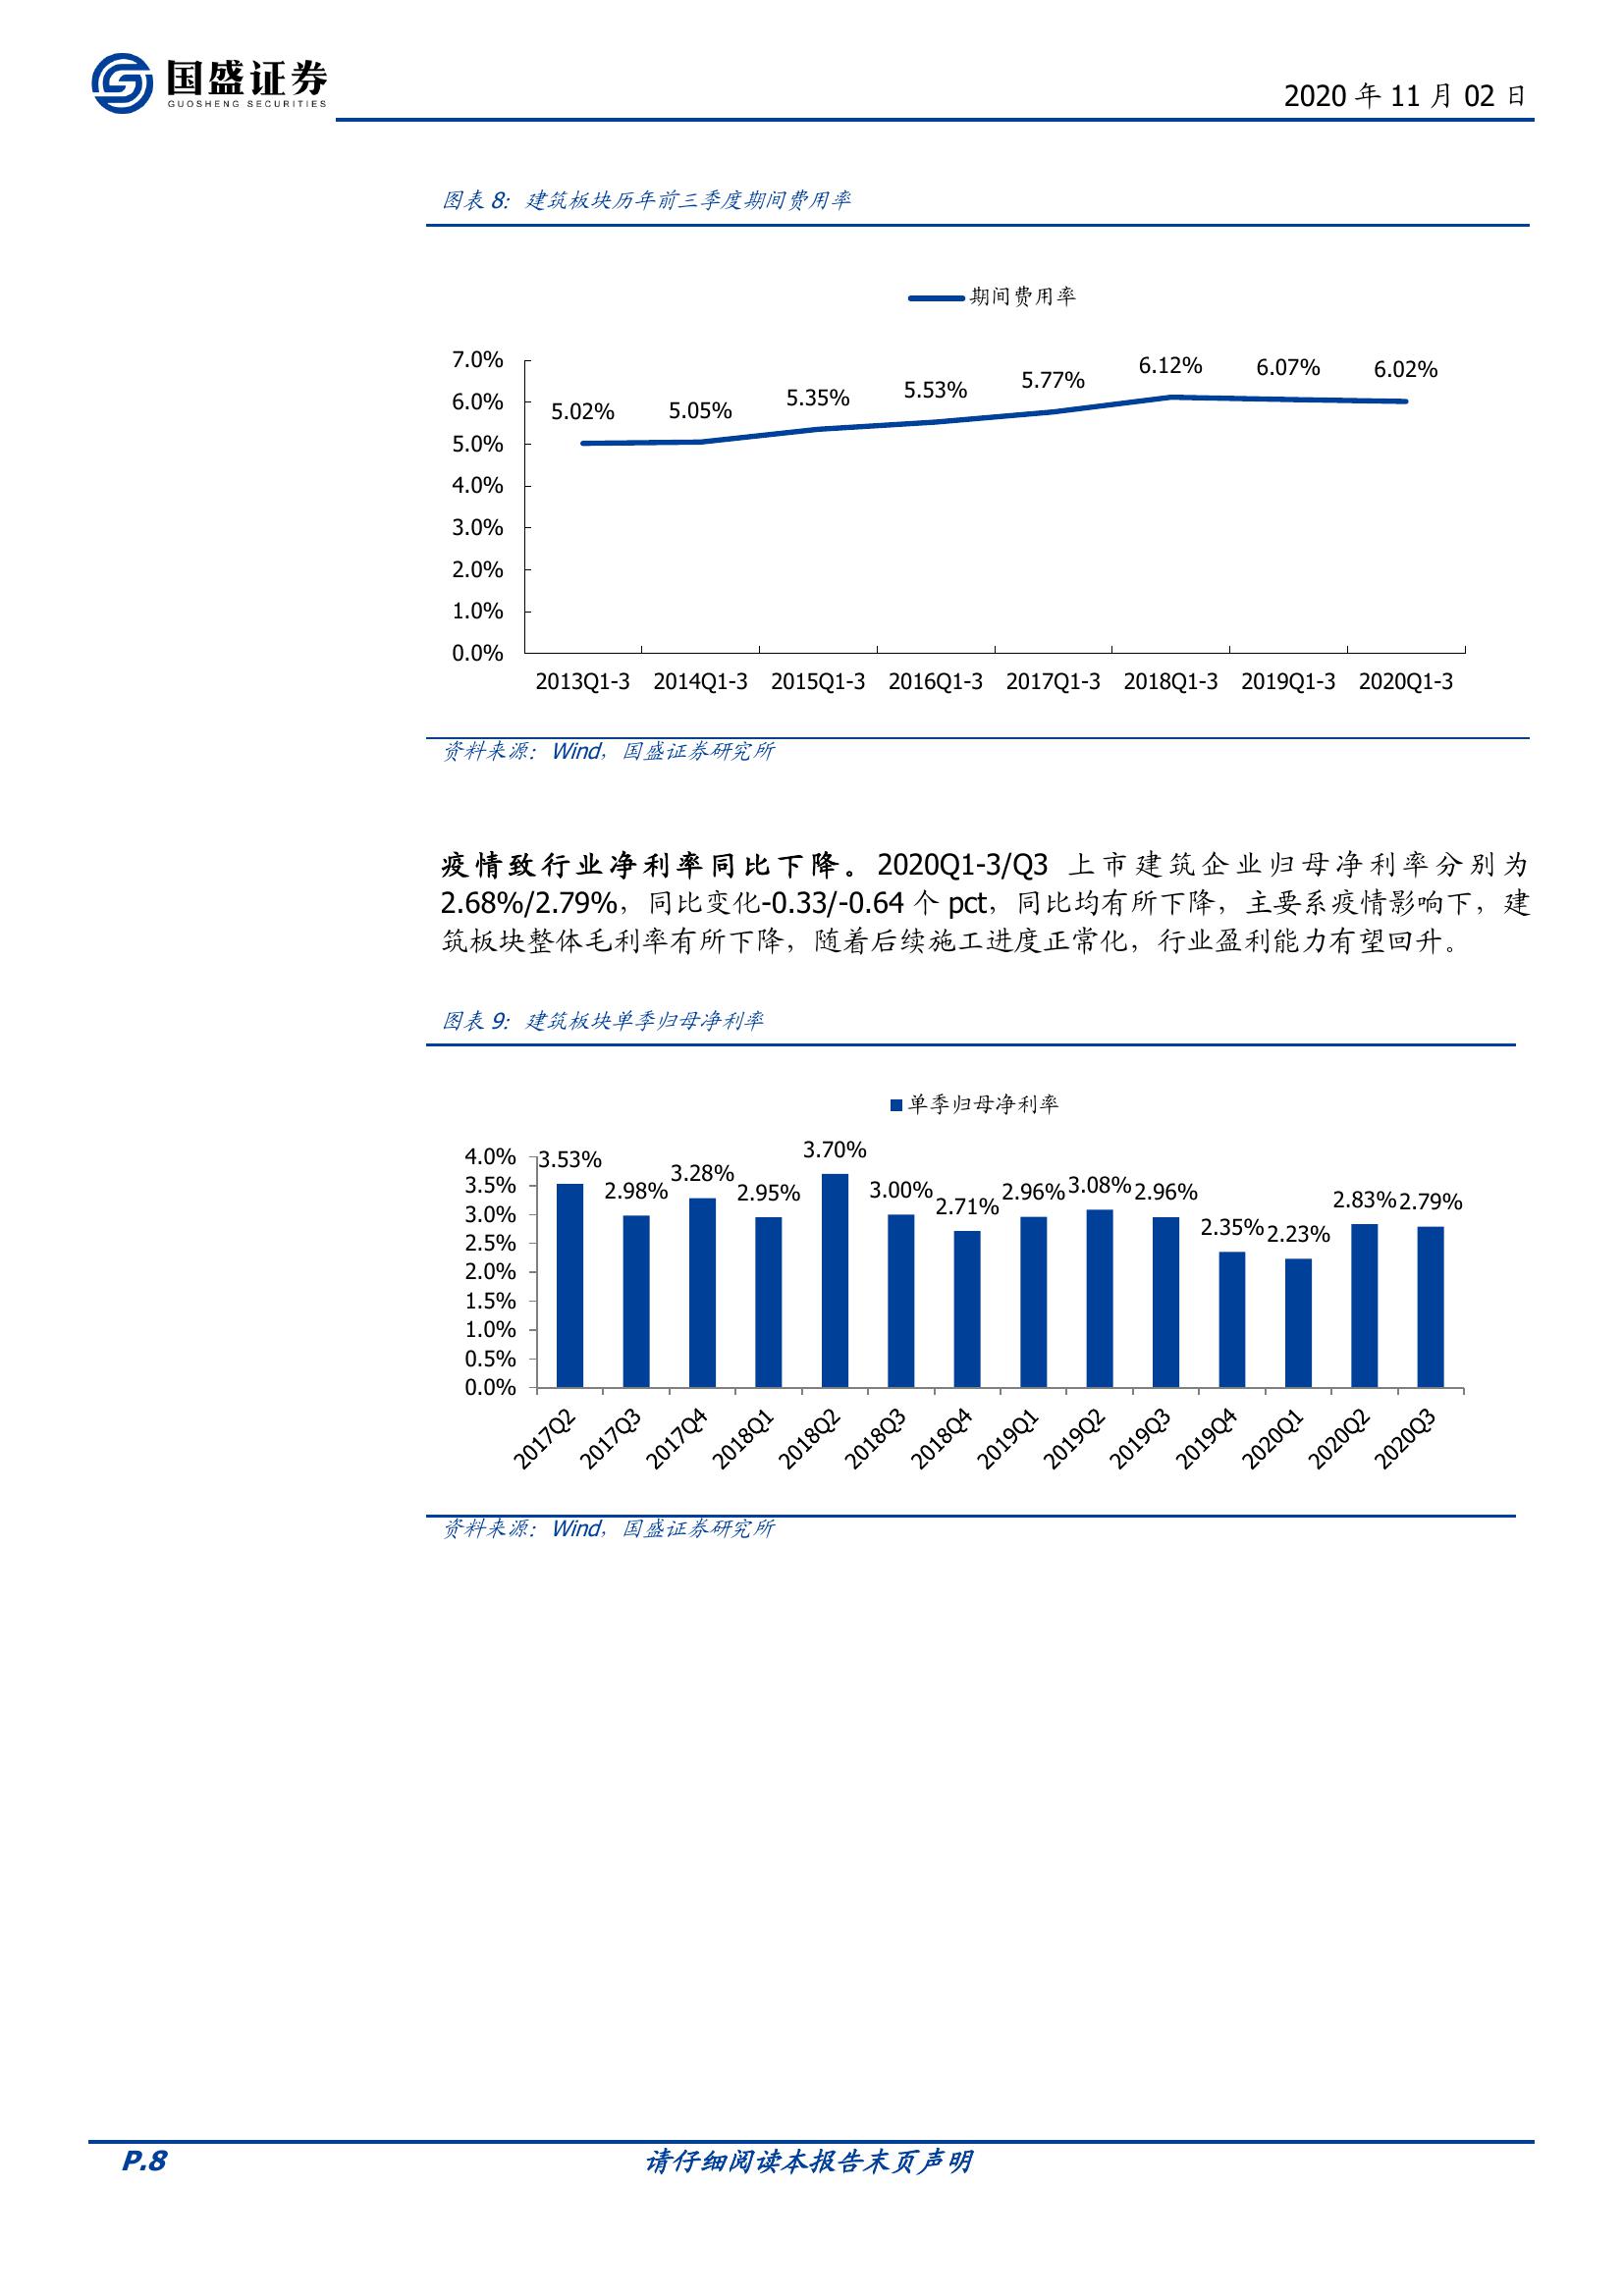 国盛证券
GUOSHENG SECURITIES
2020 年 11 月 02 日
图表 8：建筑板块历年前三季度期间费用率
期间费用率
7.0%
6.0%
5.0%
4.0%
3.0%
2.0%
1.0%
0.0%
5.02% 5.05% 5.35% 5.53% 5.77% 6.12% 6.07% 6.02%
2013Q1-3 2014Q1-3 2015Q1-3 2016Q1-3 2017Q1-3 2018Q1-3 2019Q1-3 2020Q1-3
资料来源：Wind，国盛证券研究所
疫情致行业净利率同比下降。2020Q1-3/Q3 上市建筑企业归母净利率分别为
2.68%/2.79%，同比变化-0.33/-0.64 个 pct，同比均有所下降，主要系疫情影响下，建
筑板块整体毛利率有所下降，随着后续施工进度正常化，行业盈利能力有望回升。
图表 9：建筑板块单季归母净利率
单季归母净利率
4.0%
3.5%
3.0%
2.5%
2.0%
1.5%
1.0%
0.5%
0.0%
3.53% 2.98% 3.28% 2.95% 3.70% 3.00% 2.71% 2.96% 3.08% 2.96% 2.35% 2.23% 2.83% 2.79%
2017Q2 2017Q3 2017Q4 2018Q1 2018Q2 2018Q3 2018Q4 2019Q1 2019Q2 2019Q3 2019Q4 2020Q1 2020Q2 2020Q3
资料来源：Wind，国盛证券研究所
P.8 请仔细阅读本报告末页声明